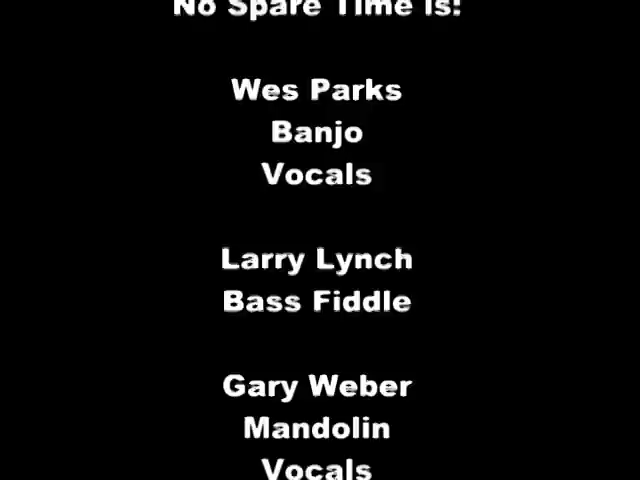 No Spare Time is:
Wes Parks
Banjo
Vocals
Larry Lynch
Bass Fiddle
Gary Weber
Mandolin
Vocals